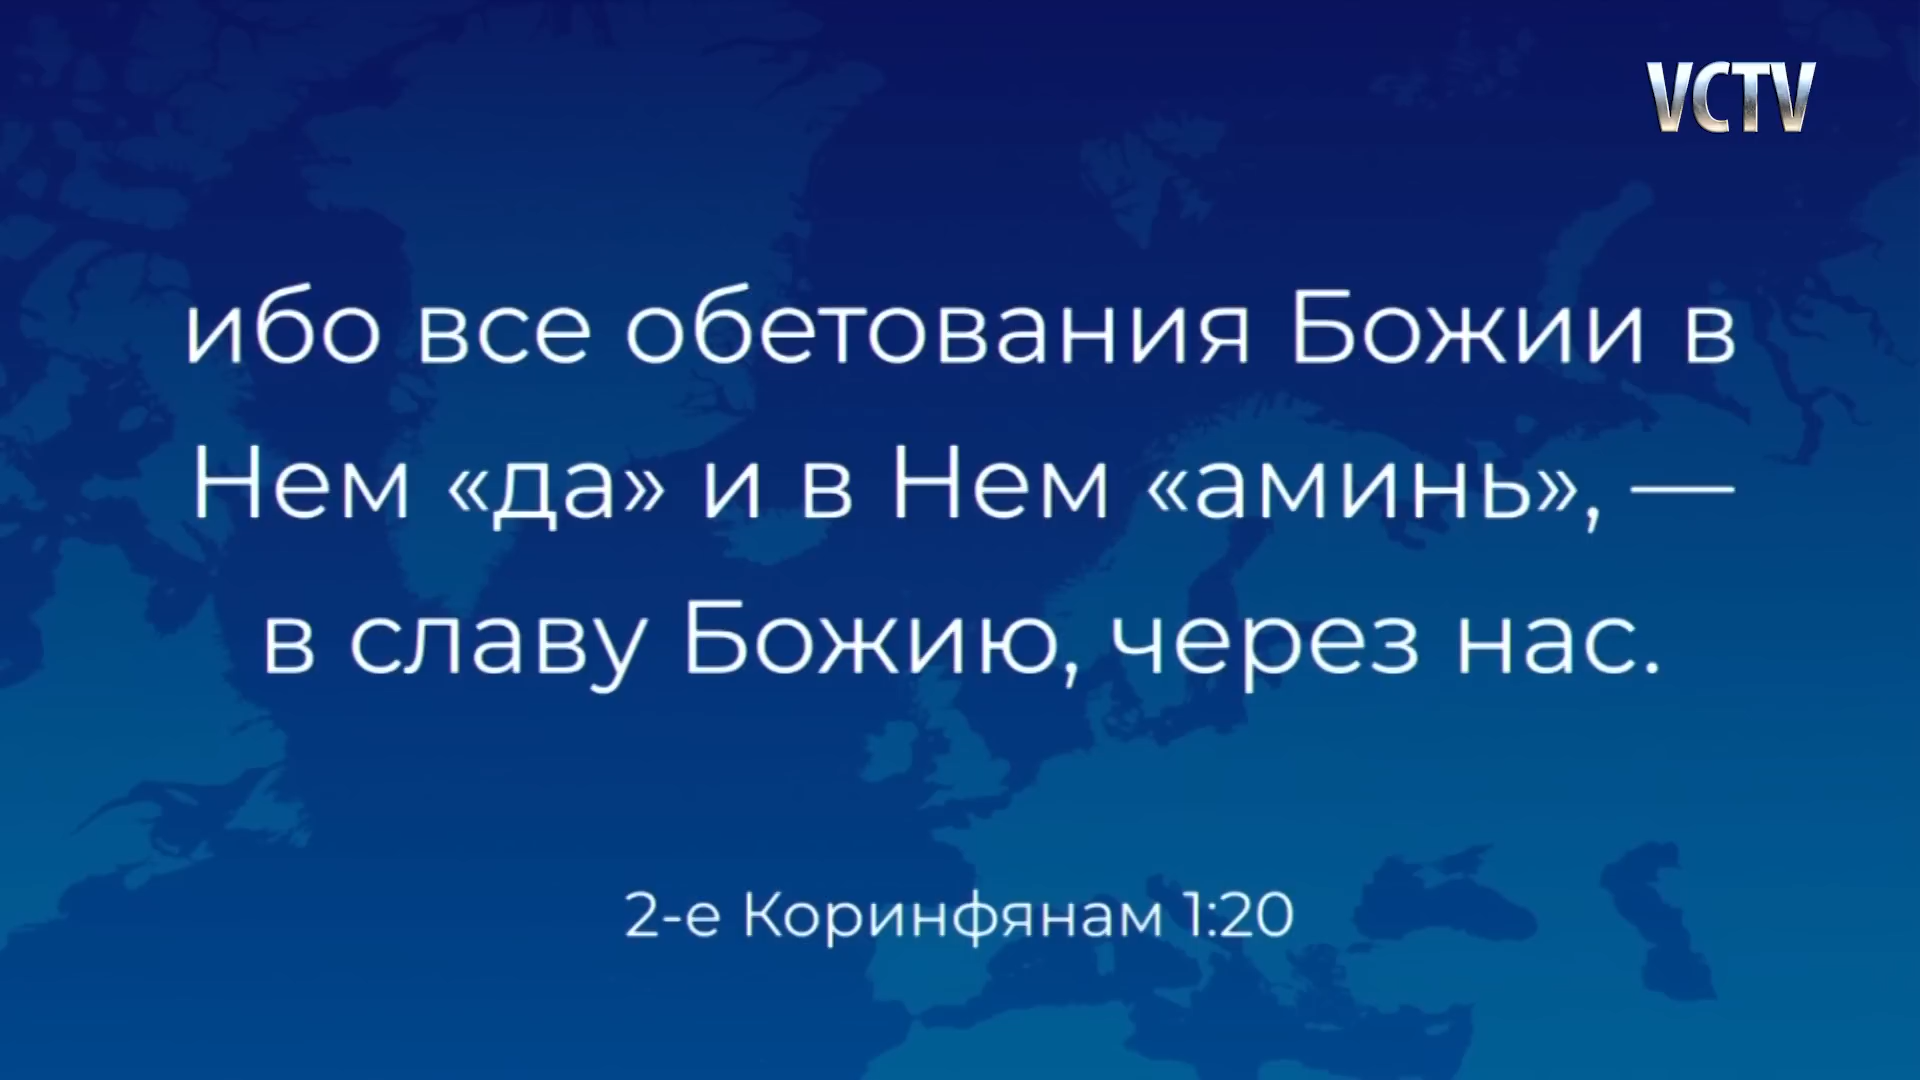 VCTV
ибо все обетования Божии в
Нем «да» и в Нем «аминь», —
в славу Божию, через нас.
2-е Коринфянам 1:20